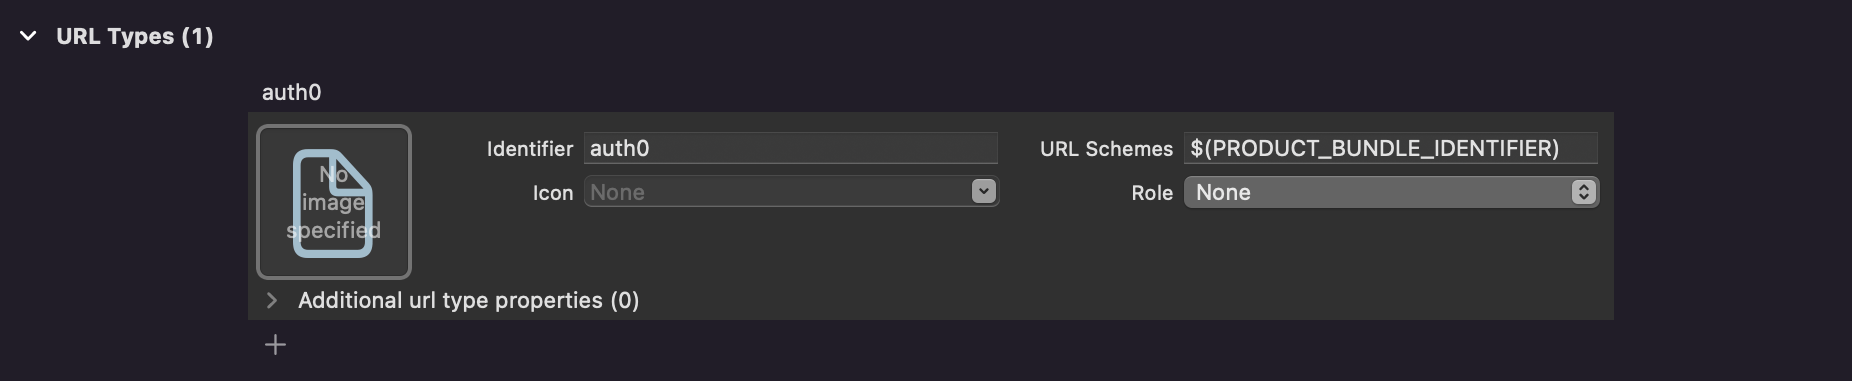 URL Types (1)
auth0
No
image
specified
Identifier auth0
URL Schemes $(PRODUCT_BUNDLE_IDENTIFIER)
Icon None
Role None
Additional url type properties (0)